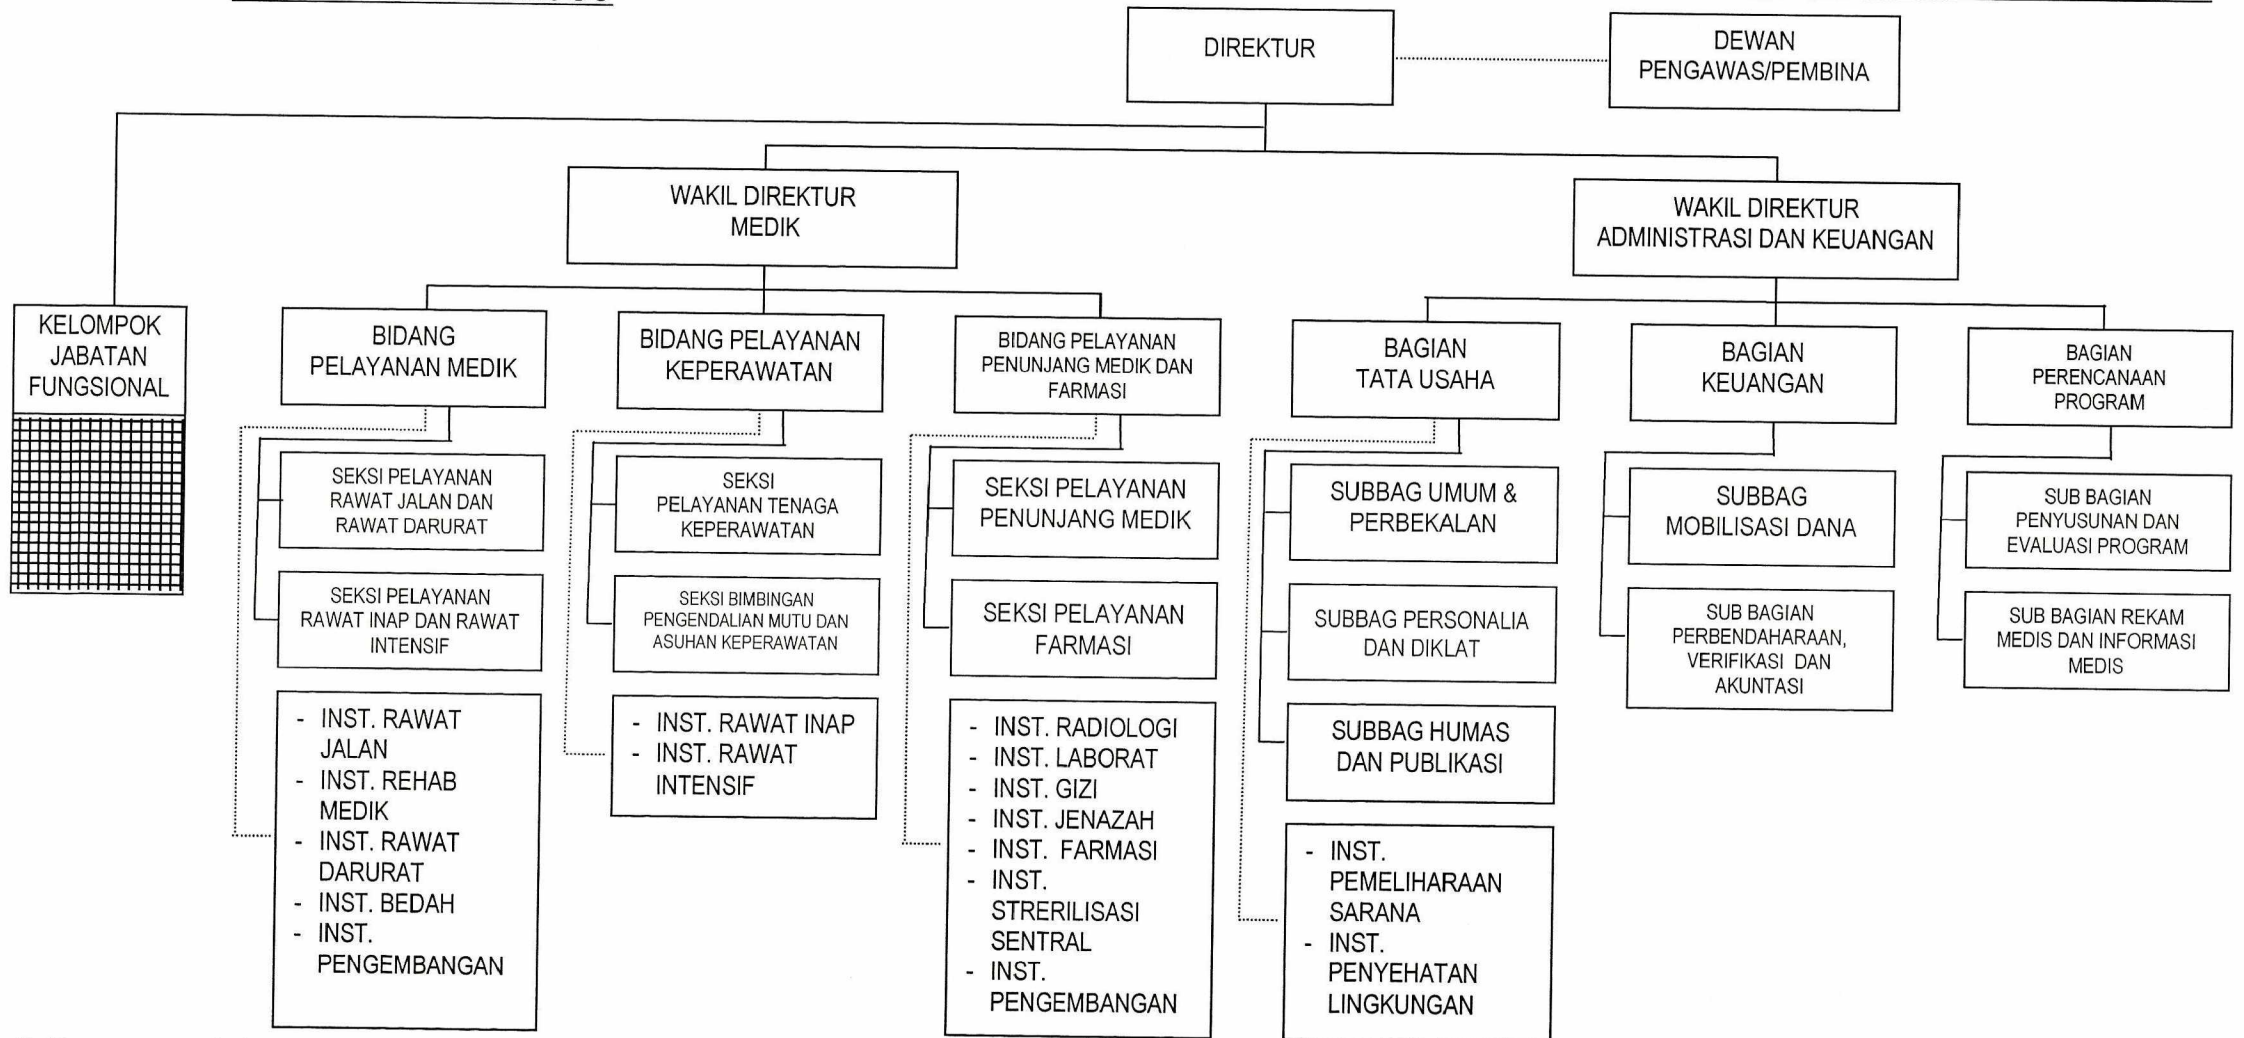 DIREKTUR
DEWAN
PENGAWAS/PEMBINA
WAKIL DIREKTUR
MEDIK
WAKIL DIREKTUR
ADMINISTRASI DAN KEUANGAN
KELOMPOK
JABATAN
FUNGSIONAL
BIDANG
PELAYANAN MEDIK
BIDANG PELAYANAN
KEPERAWATAN
BIDANG PELAYANAN
PENUNJANG MEDIK DAN
FARMASI
BAGIAN
TATA USAHA
BAGIAN
KEUANGAN
BAGIAN
PERENCANAAN
PROGRAM
SEKSI PELAYANAN
RAWAT JALAN DAN
RAWAT DARURAT
SEKSI
PELAYANAN TENAGA
KEPERAWATAN
SEKSI PELAYANAN
PENUNJANG MEDIK
SUBBAG UMUM &
PERBEKALAN
SUBBAG
MOBILISASI DANA
SUB BAGIAN
PENYUSUNAN DAN
EVALUASI PROGRAM
SEKSI PELAYANAN
RAWAT INAP DAN RAWAT
INTENSIF
SEKSI BIMBINGAN
PENGENDALIAN MUTU DAN
ASUHAN KEPERAWATAN
SEKSI PELAYANAN
FARMASI
SUBBAG PERSONALIA
DAN DIKLAT
SUB BAGIAN
PERBENDAHARAAN,
VERIFIKASI DAN
AKUNTASI
SUB BAGIAN REKAM
MEDIS DAN INFORMASI
MEDIS
- INST. RAWAT
JALAN
- INST. REHAB
MEDIK
- INST. RAWAT
DARURAT
- INST. BEDAH
- INST.
PENGEMBANGAN
- INST. RAWAT INAP
- INST. RAWAT
INTENSIF
- INST. RADIOLOGI
- INST. LABORAT
- INST. GIZI
- INST. JENAZAH
- INST. FARMASI
- INST.
STRERILISASI
SENTRAL
- INST.
PENGEMBANGAN
SUBBAG HUMAS
DAN PUBLIKASI
- INST.
PEMELIHARAAN
SARANA
- INST.
PENYEHATAN
LINGKUNGAN